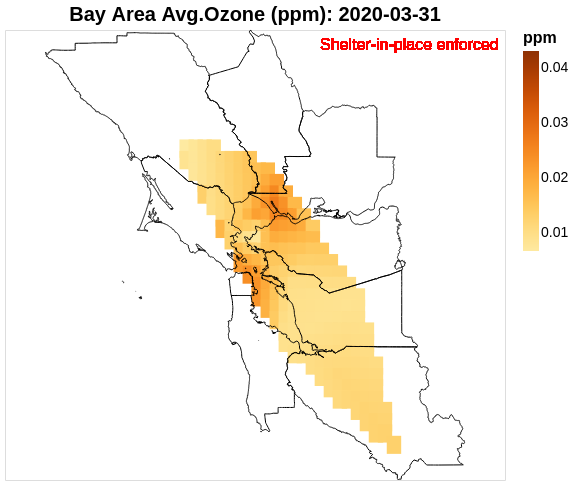 Bay Area Avg.Ozone (ppm): 2020-03-31
Shelter-in-place enforced
ppm
0.04
0.03
0.02
0.01